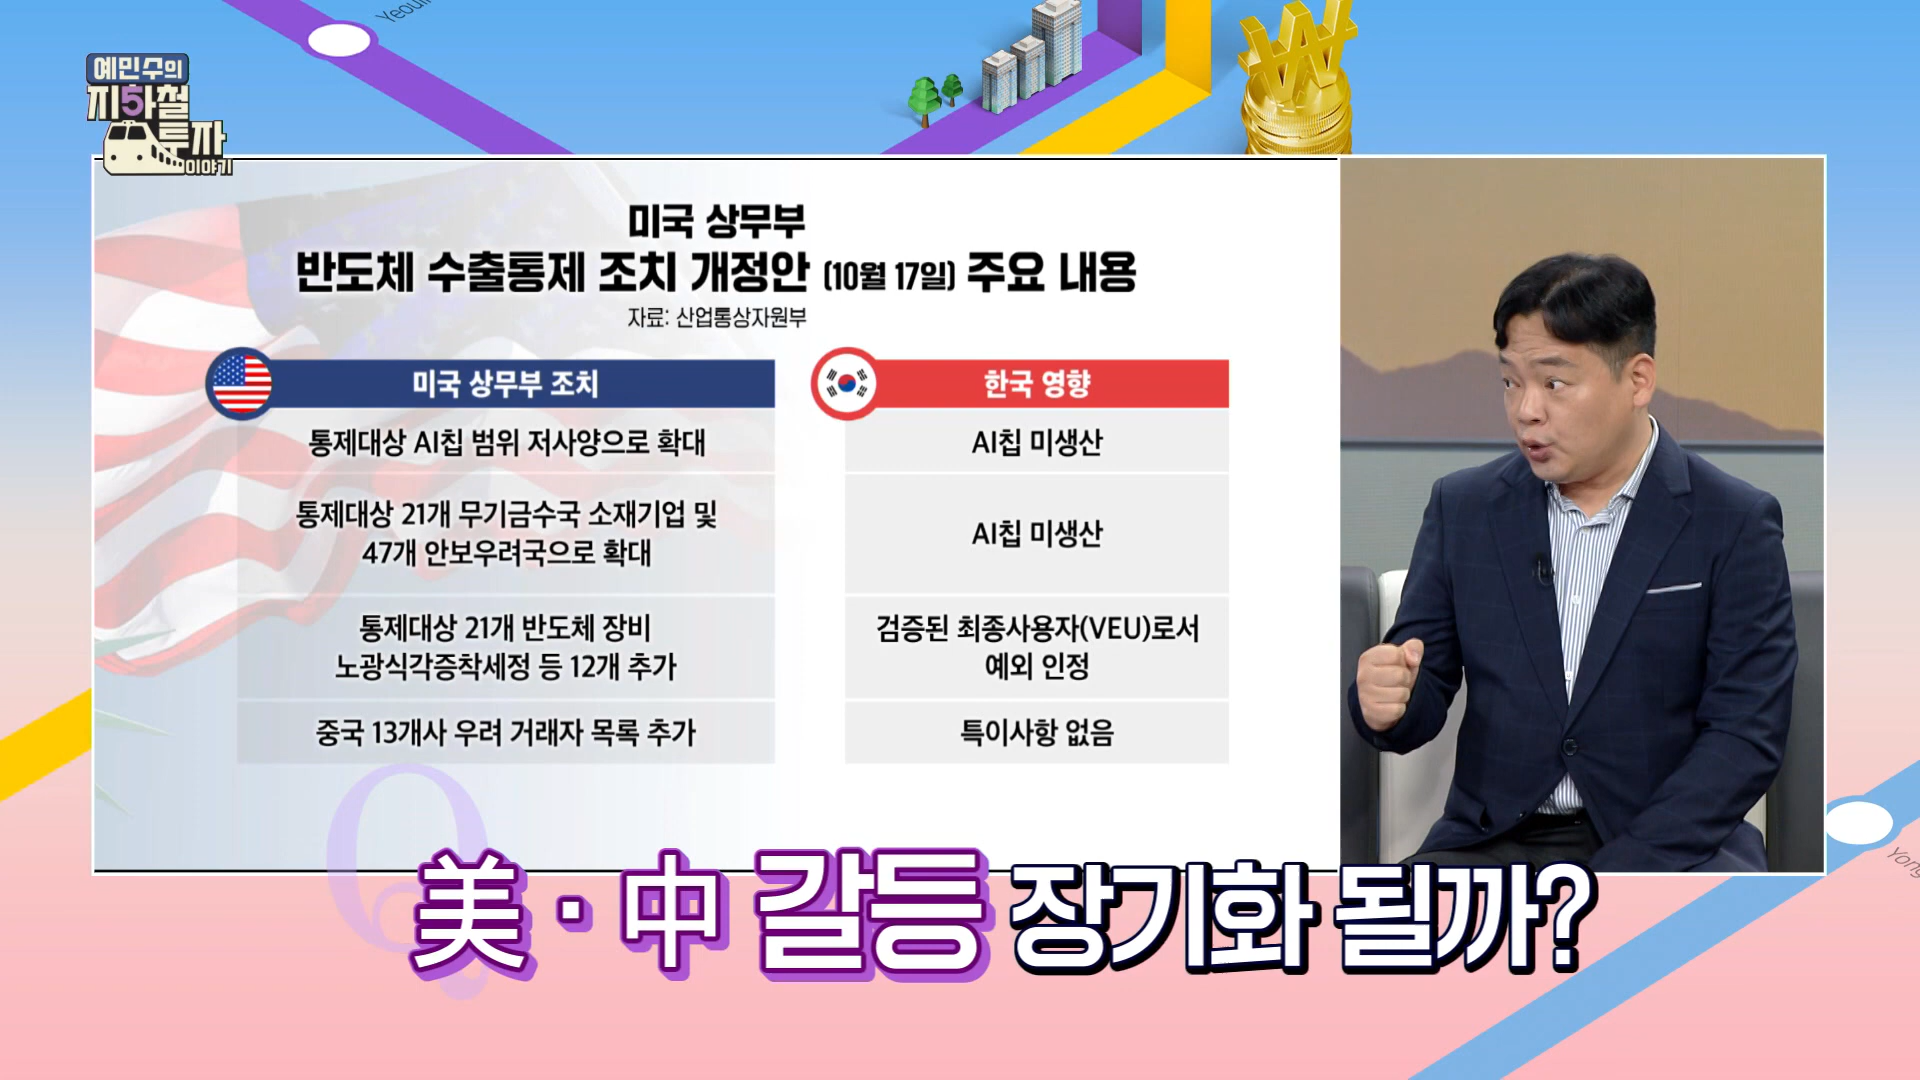 Yeoui
예민수의
지하철
투자
이야기
미국 상무부
반도체 수출통제 조치 개정안 (10월 17일) 주요 내용
자료: 산업통상자원부
미국 상무부 조치
한국 영향
통제대상 AI칩 범위 저사양으로 확대
AI칩 미생산
통제대상 21개 무기금수국 소재기업 및
47개 안보우려국으로 확대
AI칩 미생산
통제대상 21개 반도체 장비
노광식각증착세정 등 12개 추가
검증된 최종사용자(VEU)로서
예외 인정
중국 13개사 우려 거래자 목록 추가
특이사항 없음
Q
美·中 갈등 장기화 될까?
Yong